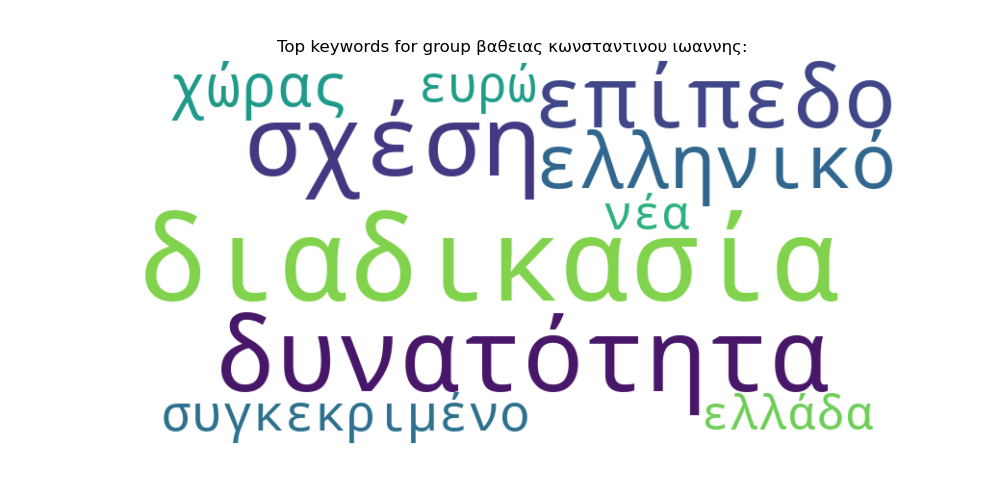 Top keywords for group βαθειας κωνσταντινου ιωαννης:
χώρας ευρώ επίπεδο
σχέση ελληνικό
νέα
διαδικασία
δυνατότητα
συγκεκριμένο ελλάδα